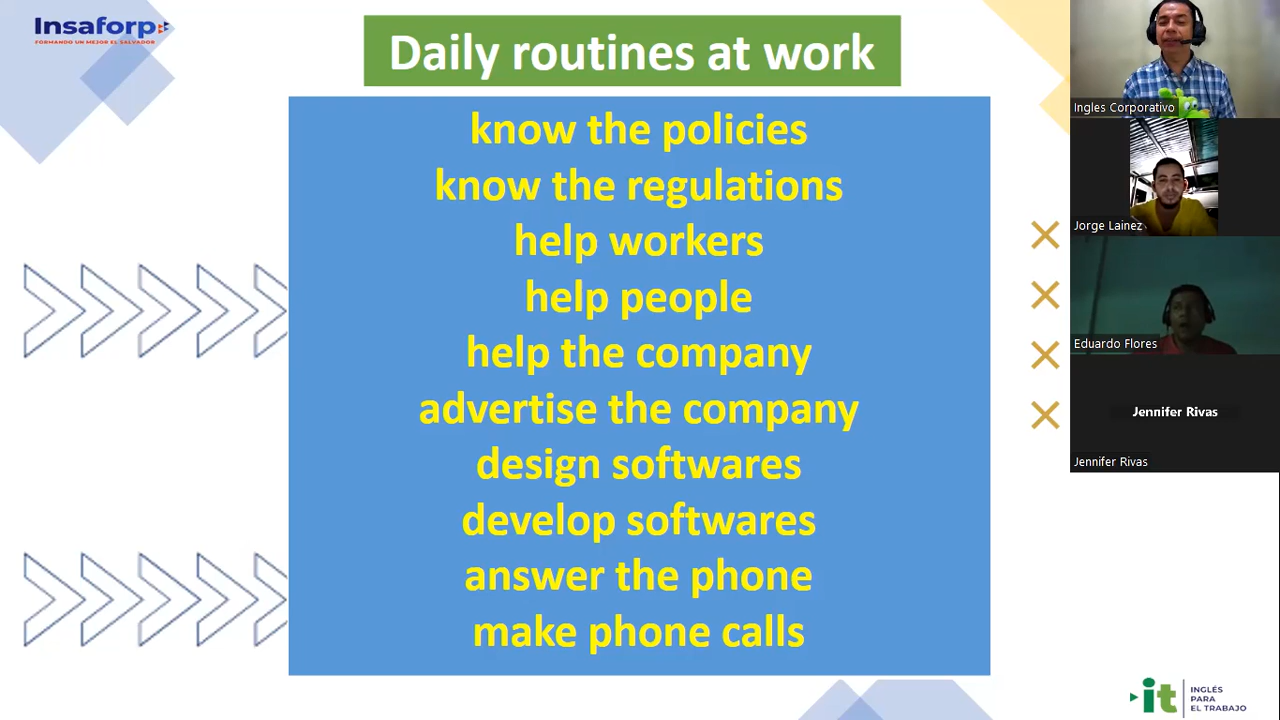 Insaforp
FORMANDO UN MEJOR EL SALVADOR
Daily routines at work
know the policies
know the regulations
help workers
help people
help the company
advertise the company
design softwares
develop softwares
answer the phone
make phone calls
Ingles Corporativo
Jorge Lainez
Eduardo Flores
Jennifer Rivas
Jennifer Rivas
it
INGLÉS
PARA
EL TRABAJO